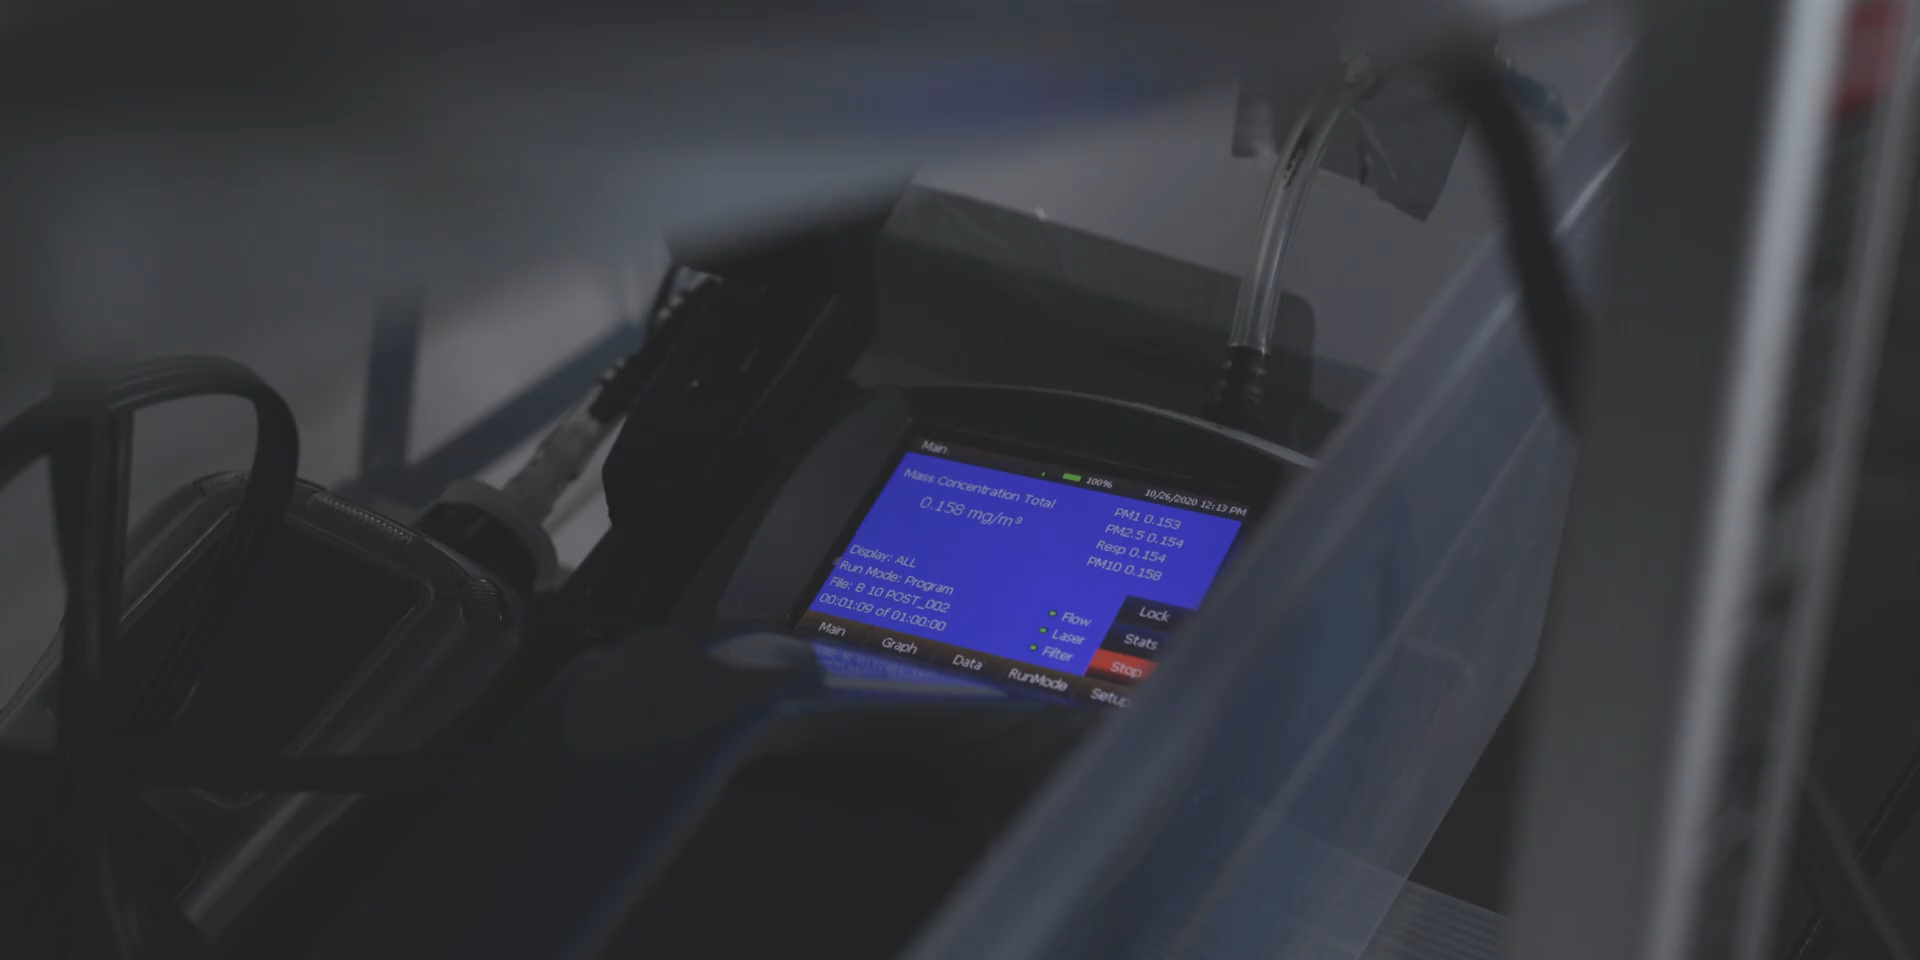 Main
100%
10/26/2020 12:13 PM
Mass Concentration Total
0.158 mg/m³
PM1 0.153
PM2.5 0.154
Resp 0.154
PM10 0.158
Display: ALL
Run Mode: Program
File: B 10 POST_002
00:01:09 of 01:00:00
Flow
Laser
Filter
Lock
Stats
Stop
Main
Graph
Data
RunMode
Setup